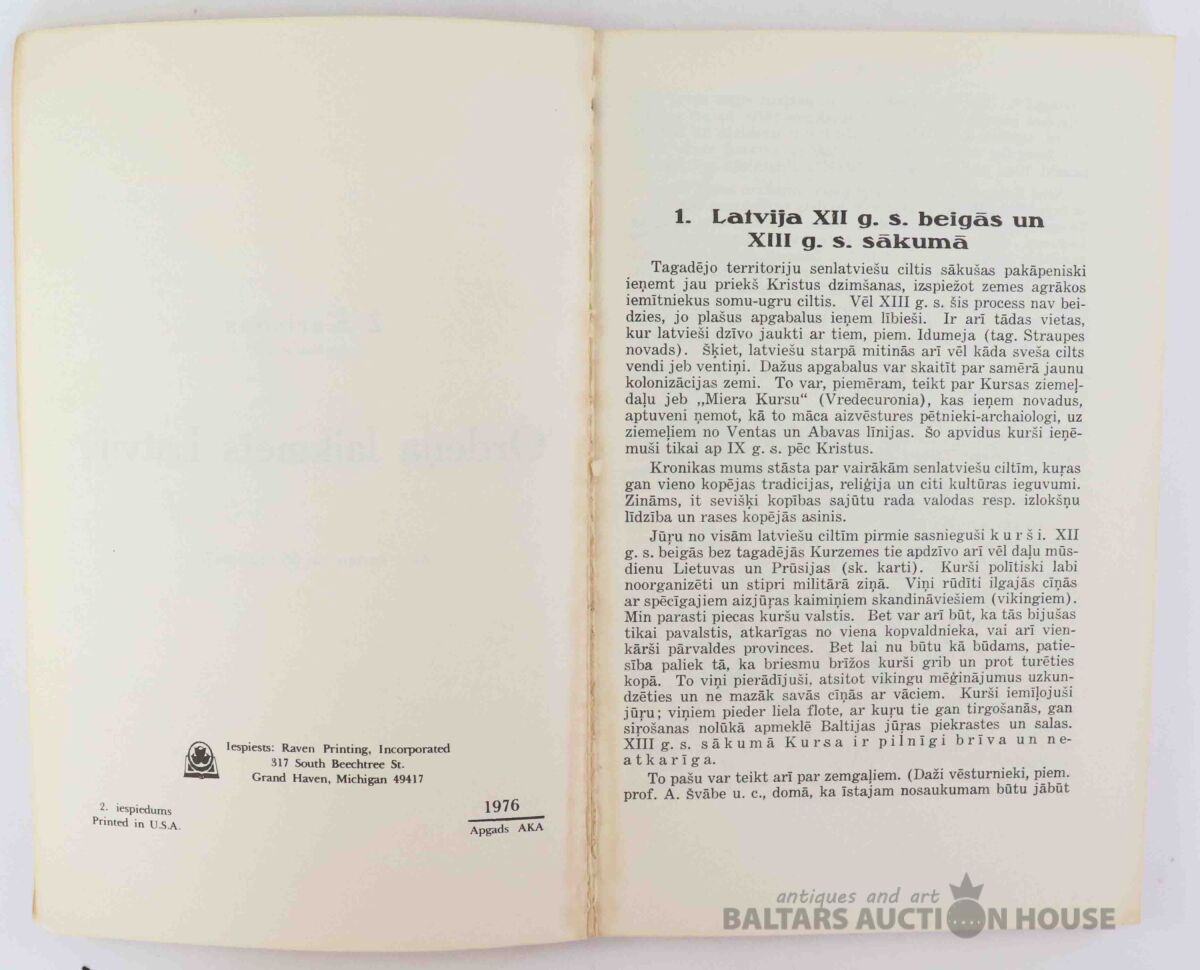 Iespiests: Raven Printing, Incorporated
317 South Beechtree St.
Grand Haven, Michigan 49417
2. iespiedums
Printed in U.S.A.
1976
Apgads AKA
1. Latvija XII g. s. beigās un
XIII g. s. sākumā
Tagadējo territoriju senlatviešu ciltis sākušas pakāpeniski
ieņemt jau priekš Kristus dzimšanas, izspiežot zemes agrākos
iemītniekus somu-ugru ciltis. Vēl XIII g. s. šis process nav bei-
dzies, jo plašus apgabalus ieņem lībieši. Ir arī tādas vietas,
kur latvieši dzīvo jaukti ar tiem, piem. Idumeja (tag. Straupes
novads). Šķiet, latviešu starpā mitinās arī vēl kāda sveša cilts
vendi jeb ventiņi. Dažus apgabalus var skaitīt par samērā jaunu
kolonizācijas zemi. To var, piemēram, teikt par Kursas ziemeļ-
daļu jeb „Miera Kursu“ (Vredecuronia), kas ieņem novadus,
aptuveni ņemot, kā to māca aizvēstures pētnieki-archaiologi, uz
ziemeļiem no Ventas un Abavas līnijas. Šo apvidus kurši ieņē-
muši tikai ap IX g. s. pēc Kristus.
Kronikas mums stāsta par vairākām senlatviešu ciltīm, kuŗas
gan vieno kopējas tradicijas, reliģija un citi kultūras ieguvumi.
Zināms, it sevišķi kopības sajūtu rada valodas resp. izlokšņu
līdzība un rases kopējās asinis.
Jūŗu no visām latviešu ciltīm pirmie sasnieguši kurši. XII
g. s. beigās bez tagadējās Kurzemes tie apdzīvo arī vēl daļu mūs-
dienu Lietuvas un Prūsijas (sk. karti). Kurši polītiski labi
noorganizēti un stipri militārā ziņā. Viņi rūdīti ilgajās cīņās
ar spēcīgajiem aizjūŗas kaimiņiem skandināviešiem (vikingiem).
Min parasti piecas kuršu valstis. Bet var arī būt, ka tās bijušas
tikai pavalstis, atkarīgas no viena kopvaldnieka, vai arī vien-
kārši pārvaldes provinces. Bet lai nu būtu kā būdams, patie-
sība paliek tā, ka briesmu brīžos kurši grib un prot turēties
kopā. To viņi pierādījuši, atsitot vikingu mēģinājumus uzkun-
dzēties un ne mazāk savās cīņās ar vāciem. Kurši iemīļojuši
jūŗu; viņiem pieder liela flote, ar kuŗu tie gan tirgošanās, gan
siŗošanas nolūkā apmeklē Baltijas jūŗas piekrastes un salas.
XIII g. s. sākumā Kursa ir pilnīgi brīva un ne-
atkarīga.
To pašu var teikt arī par zemgaļiem. (Daži vēsturnieki, piem.
prof. A. Švābe u. c., domā, ka īstajam nosaukumam būtu jābūt
antiques and art
BALTARS AUCTION HOUSE